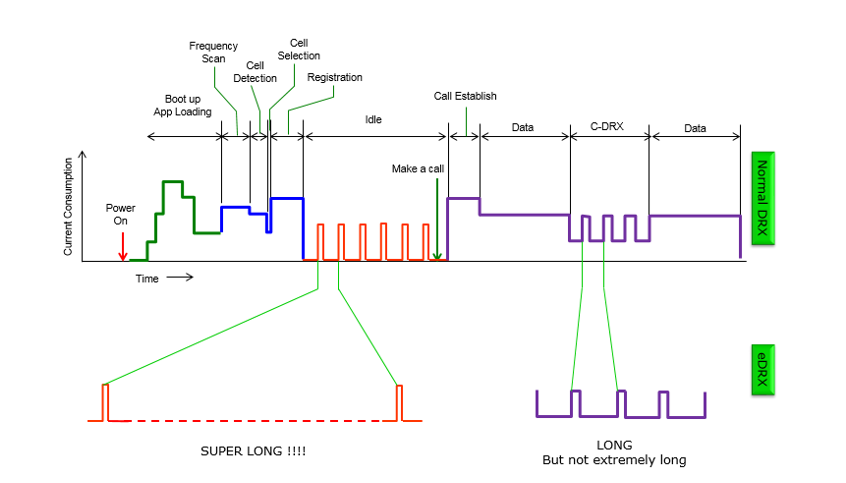 Frequency
Scan
Cell
Detection
Cell
Selection
Registration
Boot up
App Loading
Idle
Call Establish
Data
C-DRX
Data
Current Consumption
Power
On
Make a call
Normal DRX
Time
eDRX
SUPER LONG !!!!
LONG
But not extremely long